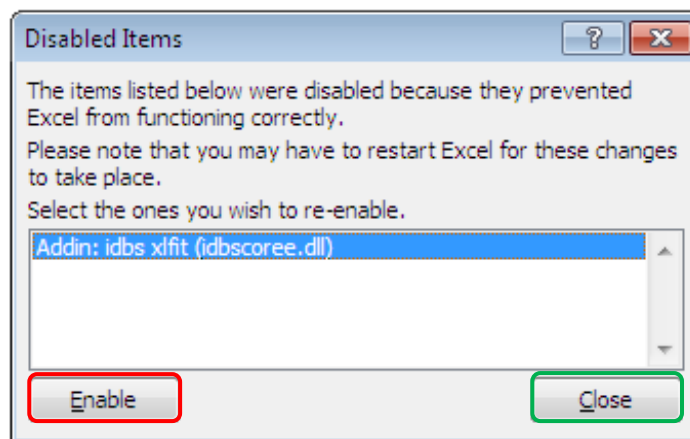 Disabled Items
The items listed below were disabled because they prevented
Excel from functioning correctly.
Please note that you may have to restart Excel for these changes
to take place.
Select the ones you wish to re-enable.
Addin: idbs xlfit (idbscoree.dll)
Enable
Close